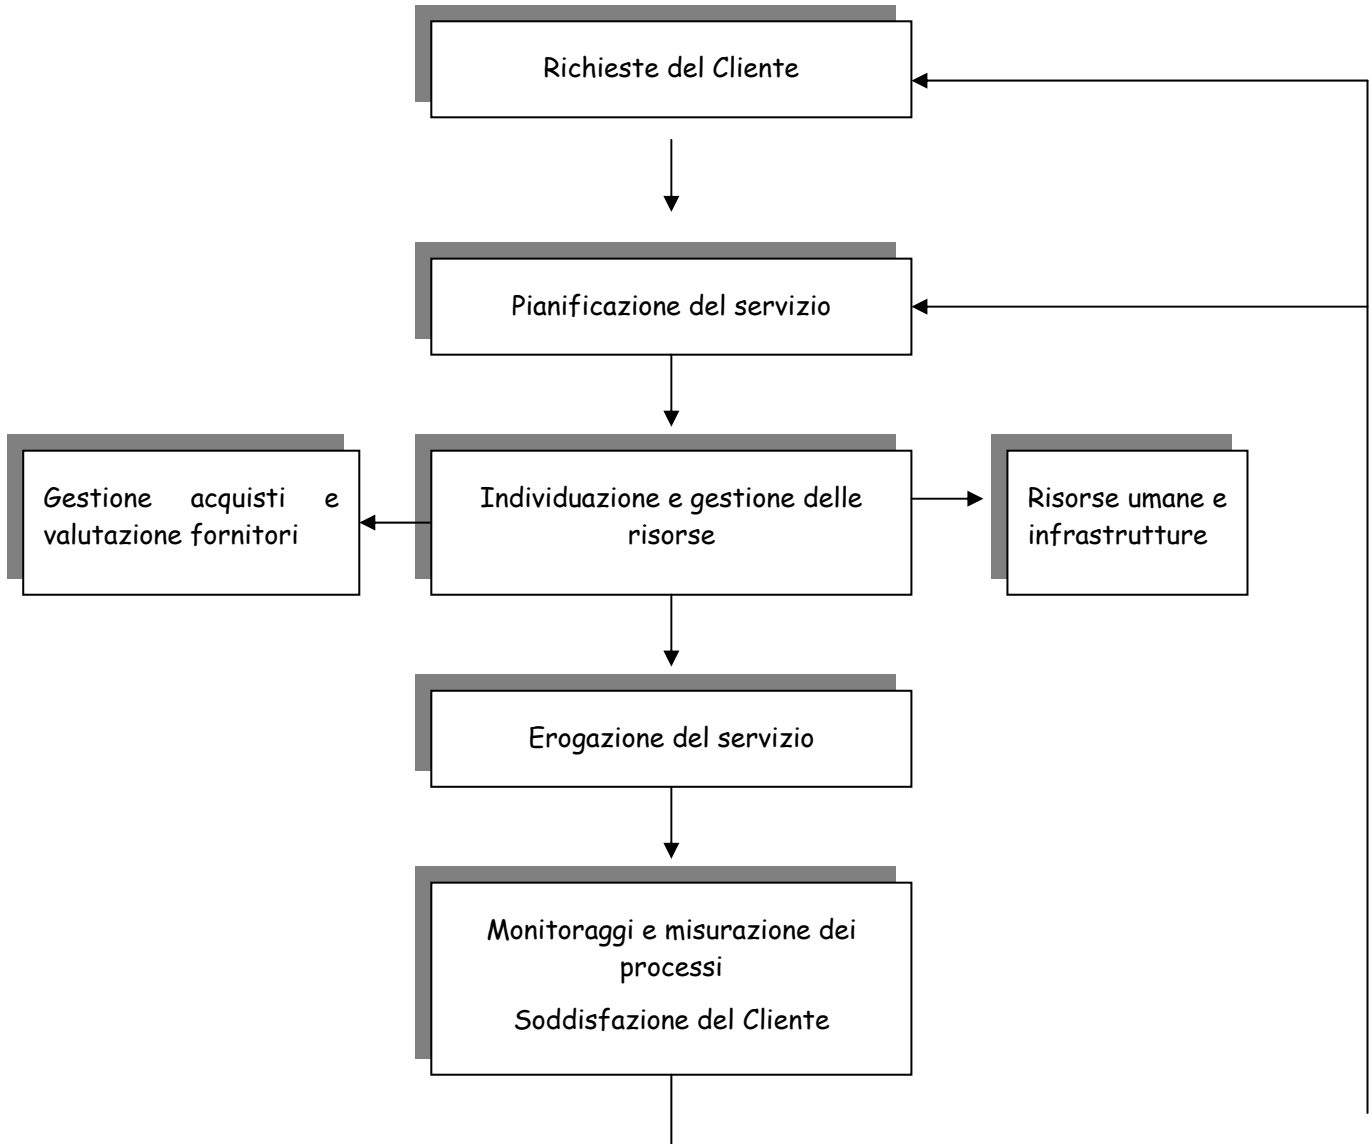 Richieste del Cliente
Pianificazione del servizio
Gestione acquisti e
valutazione fornitori
Individuazione e gestione delle
risorse
Risorse umane e
infrastrutture
Erogazione del servizio
Monitoraggi e misurazione dei
processi
Soddisfazione del Cliente